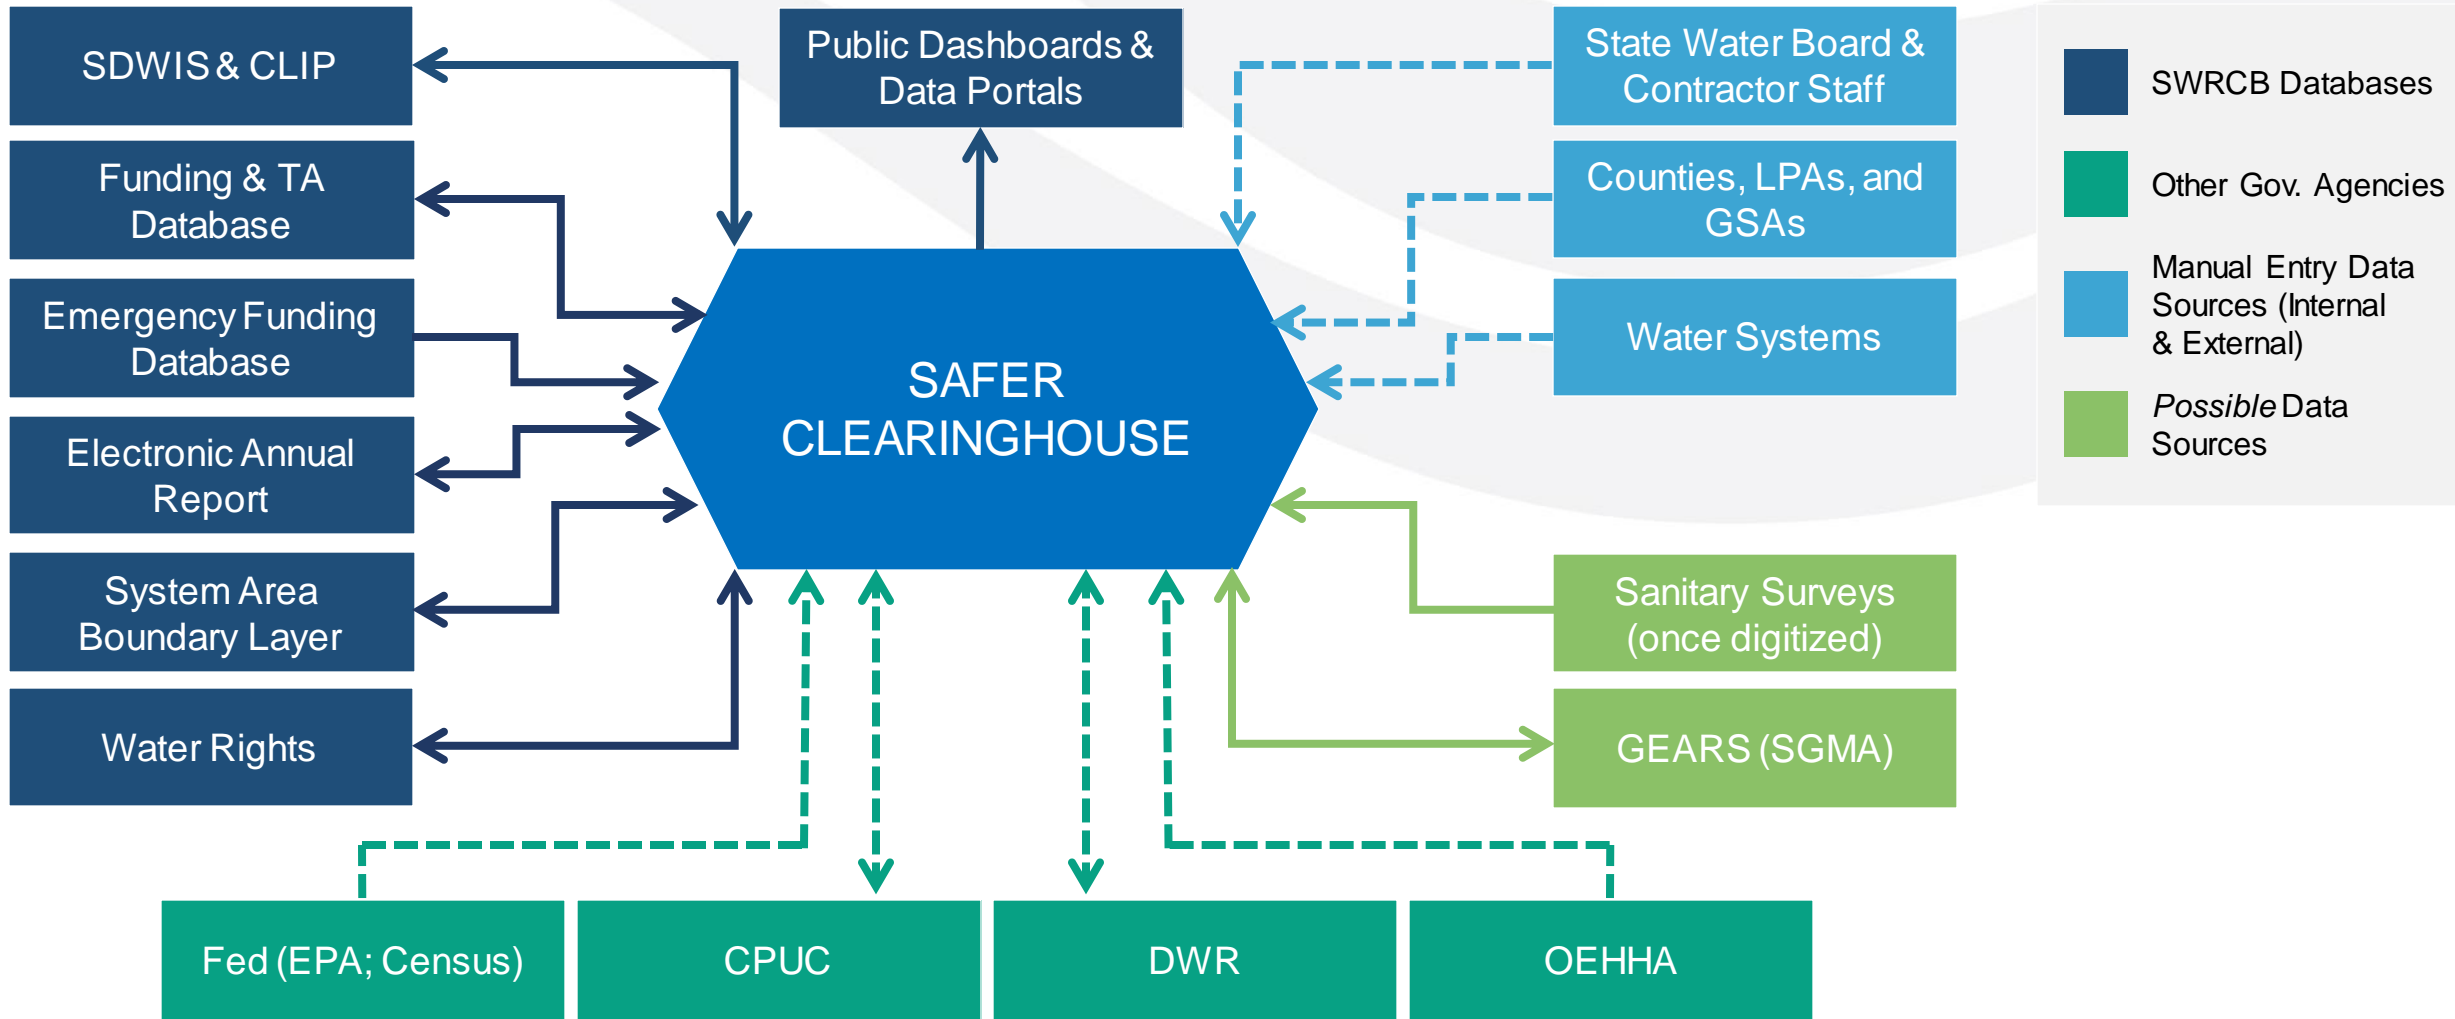 SDWIS & CLIP
Funding & TA
Database
Emergency Funding
Database
Electronic Annual
Report
System Area
Boundary Layer
Water Rights
Public Dashboards &
Data Portals
SAFER
CLEARINGHOUSE
State Water Board &
Contractor Staff
Counties, LPAs, and
GSAs
Water Systems
Sanitary Surveys
(once digitized)
GEARS (SGMA)
Fed (EPA; Census)
CPUC
DWR
OEHHA
SWRCB Databases
Other Gov. Agencies
Manual Entry Data
Sources (Internal
& External)
Possible Data
Sources